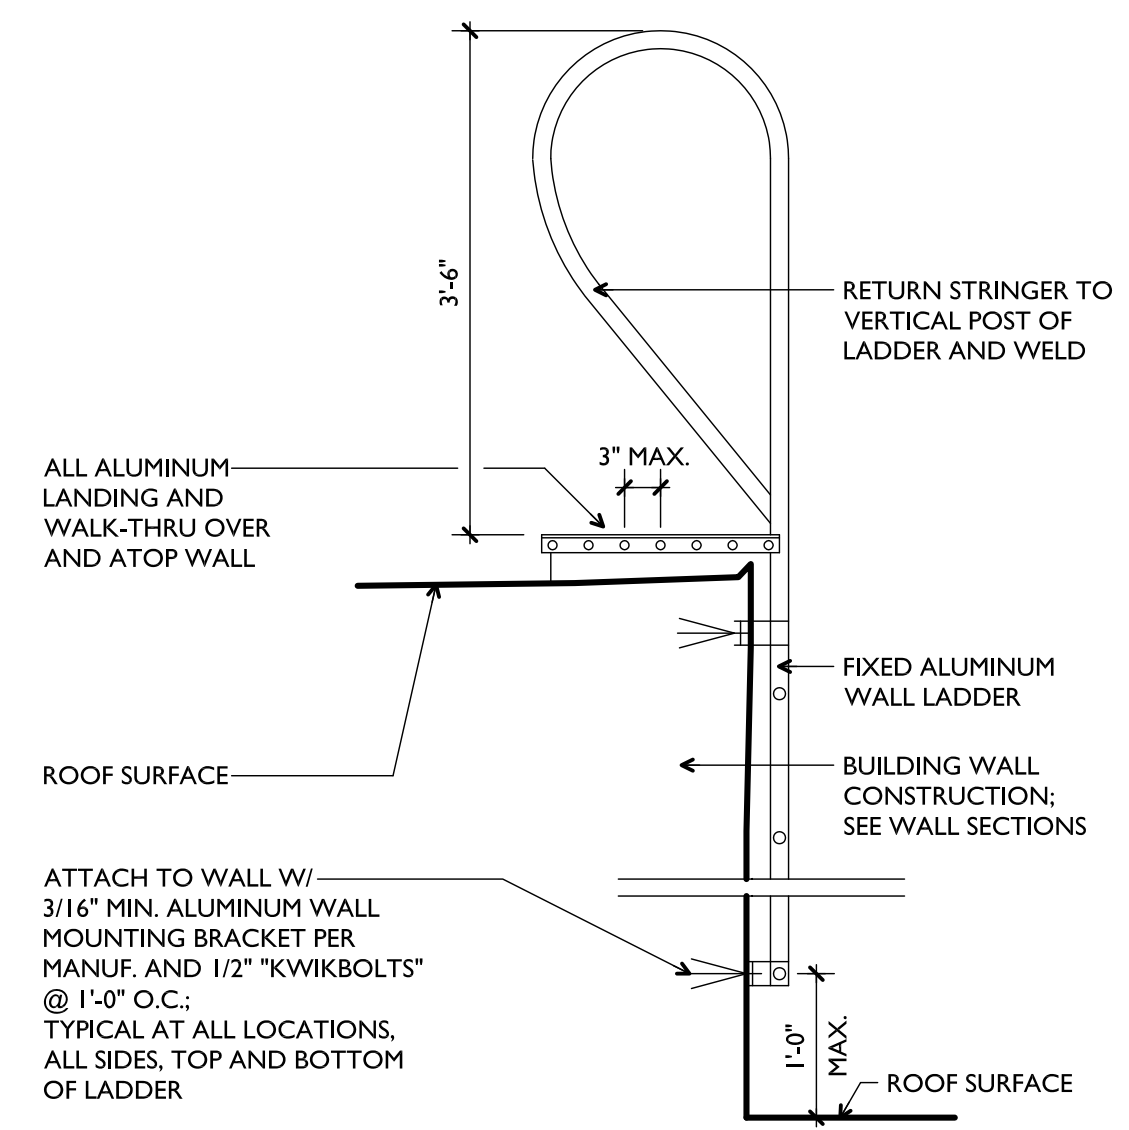 3'-6"
RETURN STRINGER TO
VERTICAL POST OF
LADDER AND WELD
3" MAX.
ALL ALUMINUM
LANDING AND
WALK-THRU OVER
AND ATOP WALL
FIXED ALUMINUM
WALL LADDER
ROOF SURFACE
BUILDING WALL
CONSTRUCTION;
SEE WALL SECTIONS
ATTACH TO WALL W/
3/16" MIN. ALUMINUM WALL
MOUNTING BRACKET PER
MANUF. AND 1/2" "KWIKBOLTS"
@ 1'-0" O.C.;
TYPICAL AT ALL LOCATIONS,
ALL SIDES, TOP AND BOTTOM
OF LADDER
1'-0"
MAX.
ROOF SURFACE